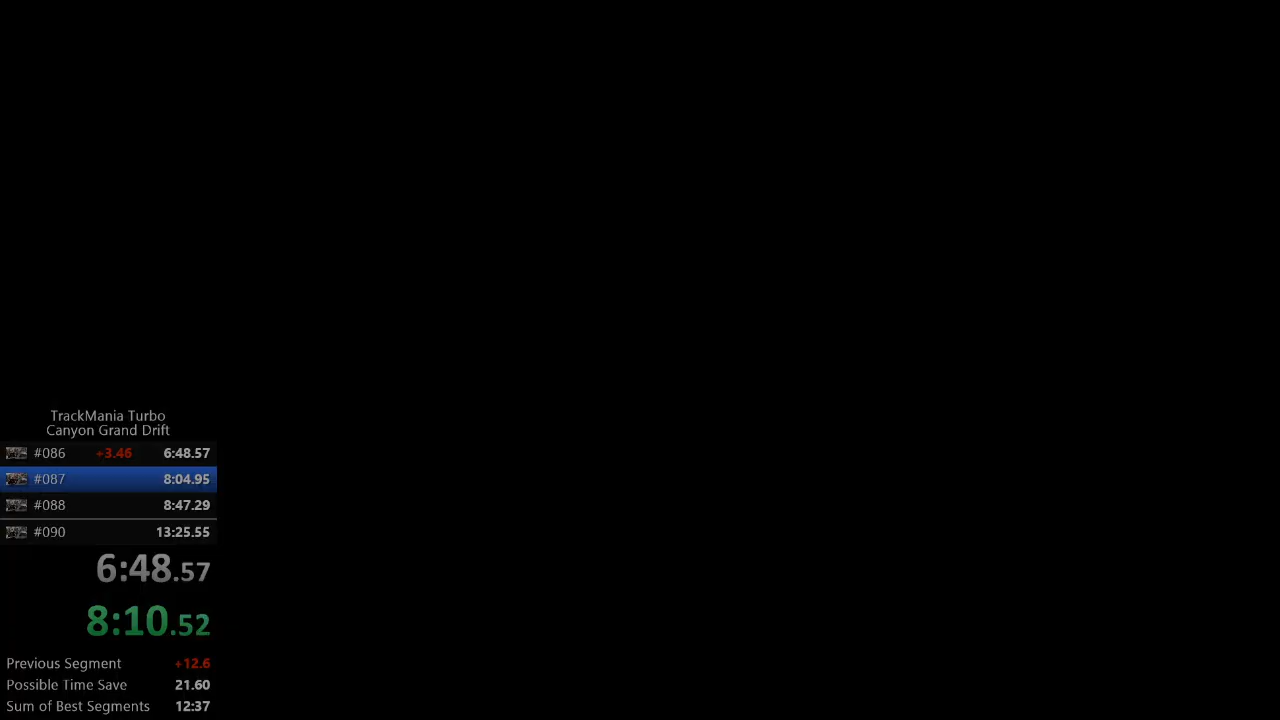 TrackMania Turbo
Canyon Grand Drift
#086 +3.46 6:48.57
#087 8:04.95
#088 8:47.29
#090 13:25.55
6:48.57
8:10.52
Previous Segment +12.6
Possible Time Save 21.60
Sum of Best Segments 12:37